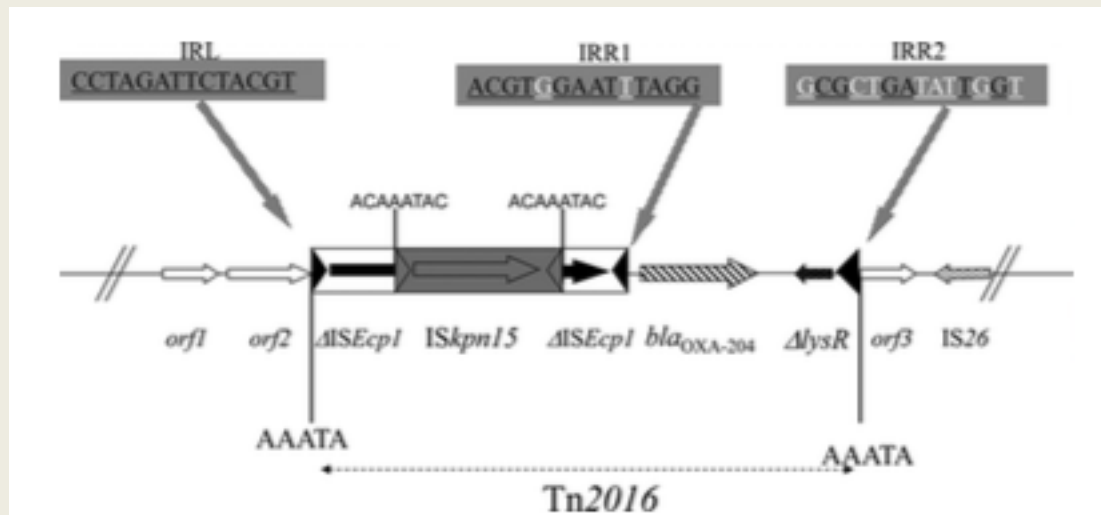 IRL IRR1 IRR2
CCTAGATTCTACGT ACGTGGAATTTAGG GCGCTGATATTGGT
ACAAATAC ACAAATAC
orf1 orf2 ΔISEcp1 ISkpn15 ΔISEcp1 blaOXA-204 ΔlysR orf3 IS26
AAATA AAATA
Tn2016